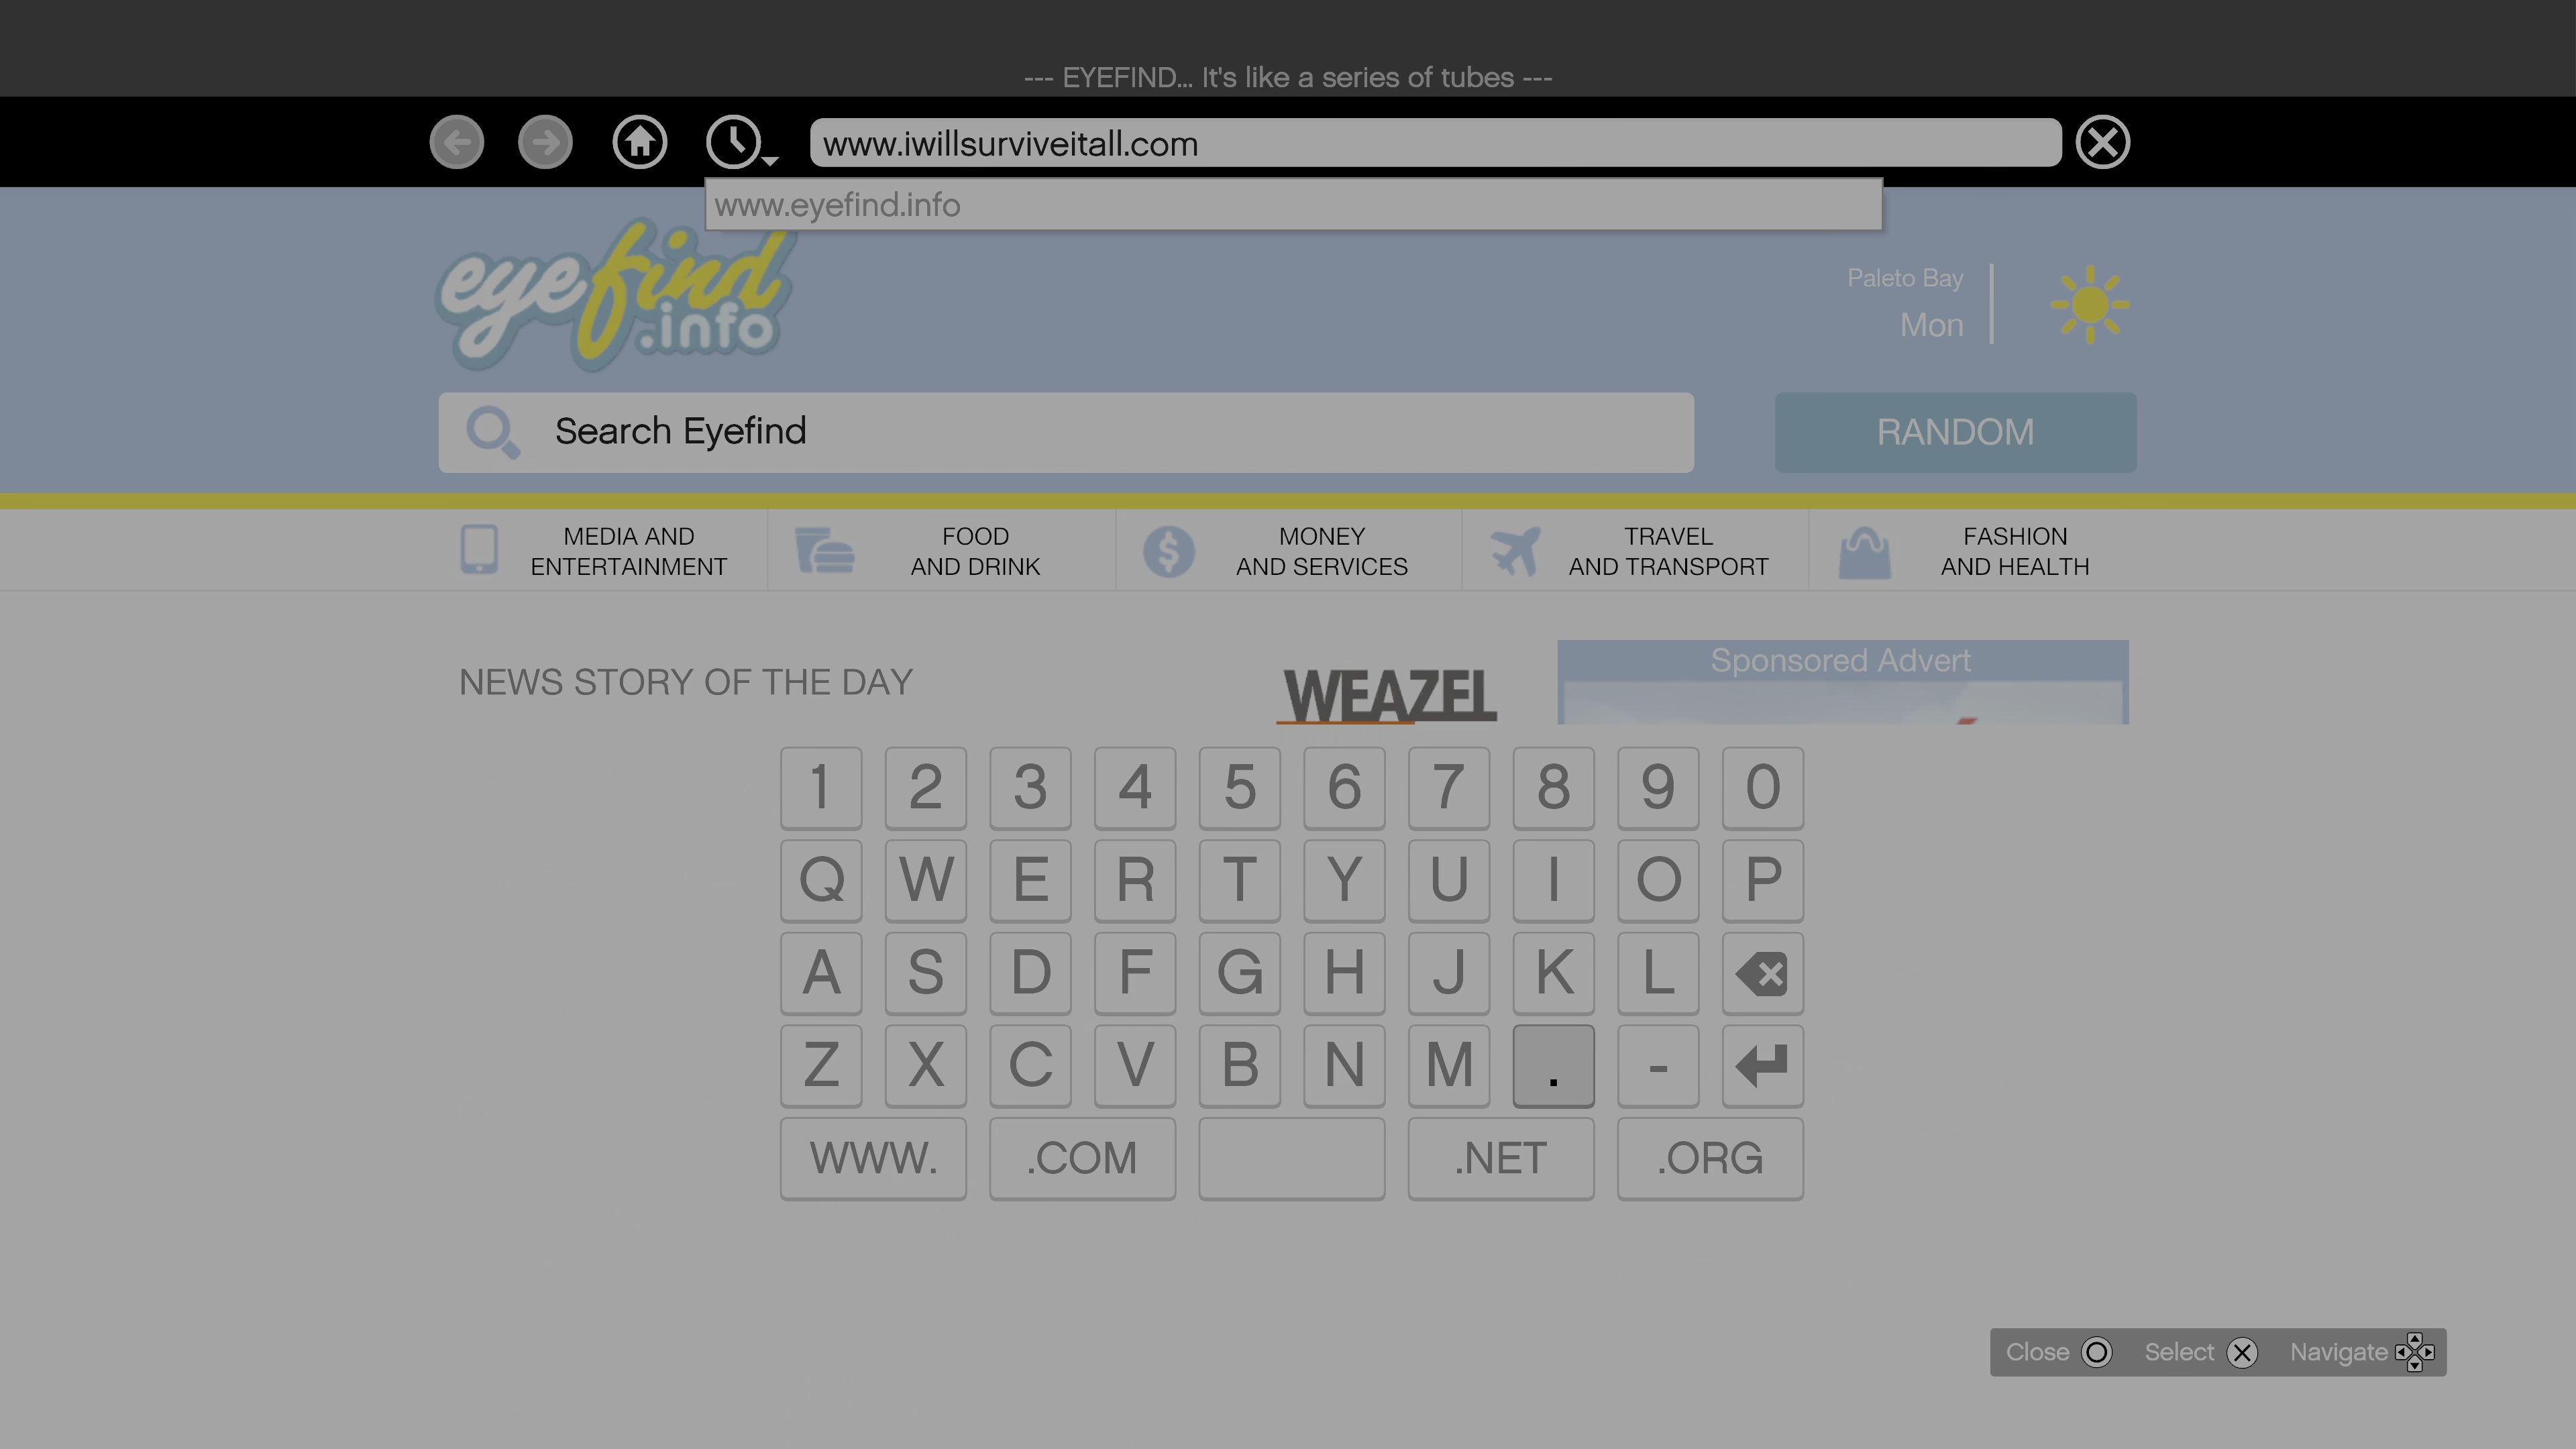 --- EYEFIND... It's like a series of tubes ---
www.iwillsurviveitall.com
www.eyefind.info
eyefind
.info
Paleto Bay
Mon
Search Eyefind
RANDOM
MEDIA AND
ENTERTAINMENT
FOOD
AND DRINK
MONEY
AND SERVICES
TRAVEL
AND TRANSPORT
FASHION
AND HEALTH
NEWS STORY OF THE DAY
WEAZEL
Sponsored Advert
1 2 3 4 5 6 7 8 9 0
Q W E R T Y U I O P
A S D F G H J K L
Z X C V B N M . -
WWW. .COM .NET .ORG
Close Select Navigate